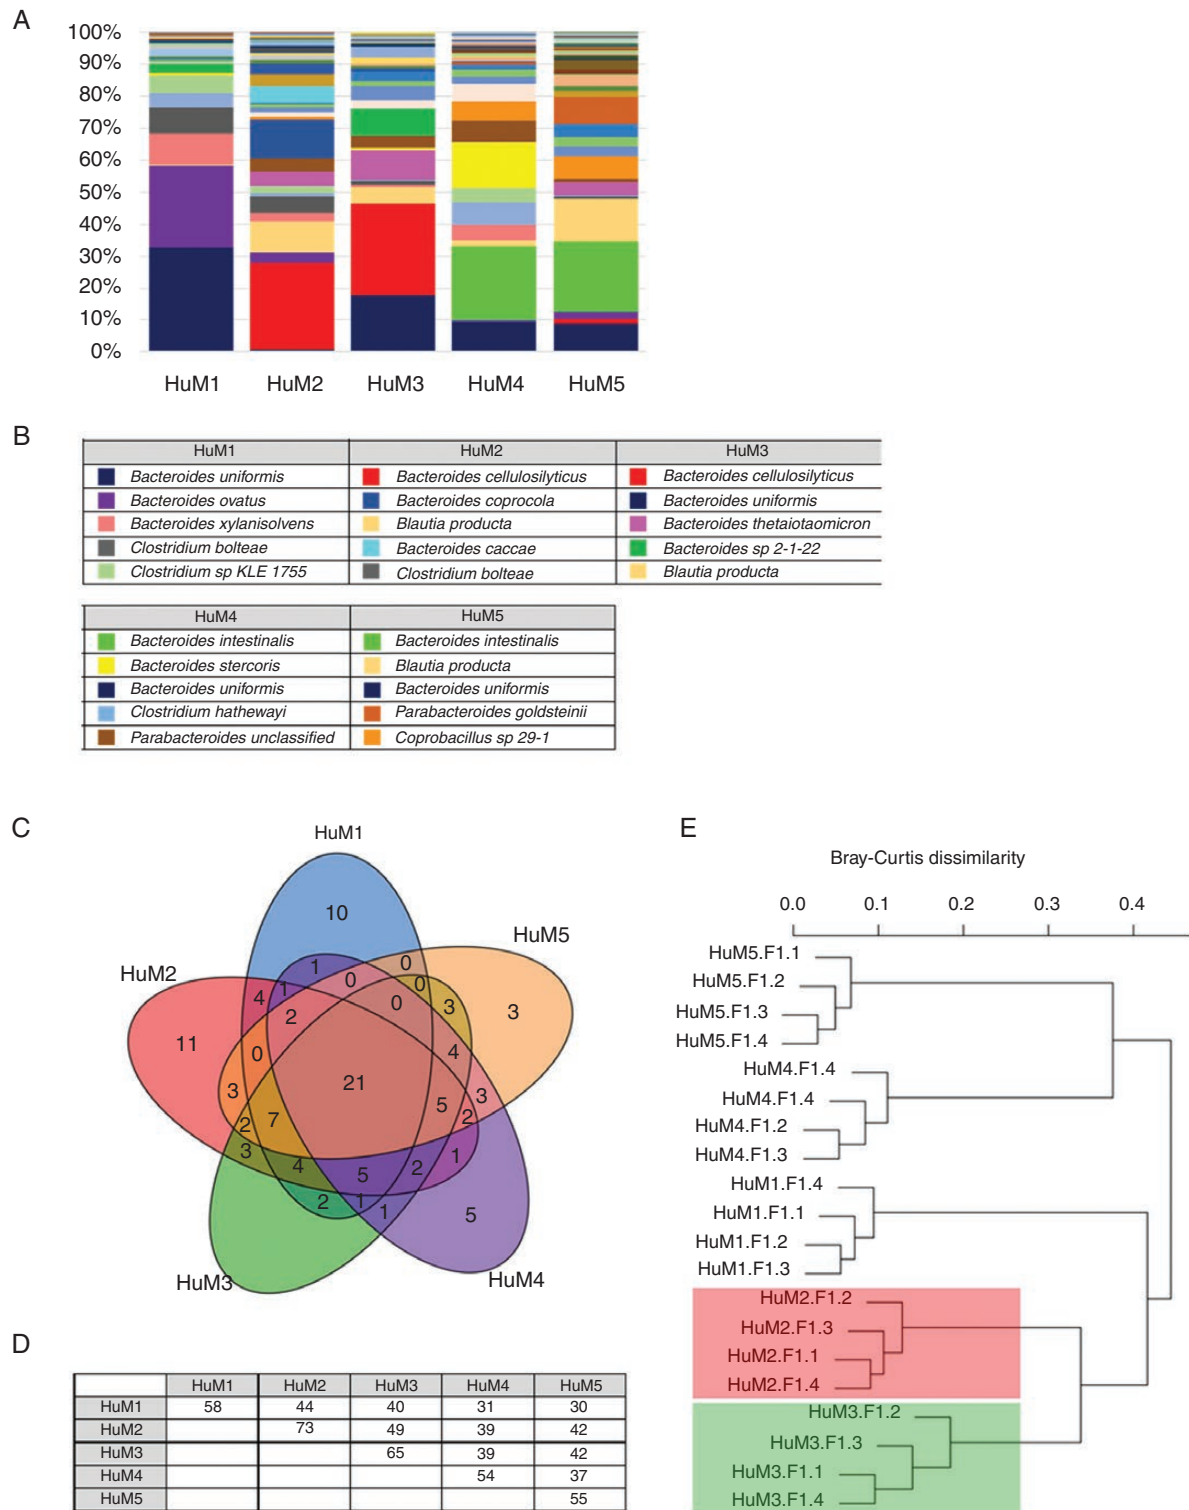 A
100%
90%
80%
70%
60%
50%
40%
30%
20%
10%
0%
HuM1 HuM2 HuM3 HuM4 HuM5
B
HuM1 HuM2 HuM3
Bacteroides uniformis Bacteroides cellulosilyticus Bacteroides cellulosilyticus
Bacteroides ovatus Bacteroides coprocola Bacteroides uniformis
Bacteroides xylanisolvens Blautia producta Bacteroides thetaiotaomicron
Clostridium bolteae Bacteroides caccae Bacteroides sp 2-1-22
Clostridium sp KLE 1755 Clostridium bolteae Blautia producta
HuM4 HuM5
Bacteroides intestinalis Bacteroides intestinalis
Bacteroides stercoris Blautia producta
Bacteroides uniformis Bacteroides uniformis
Clostridium hathewayi Parabacteroides goldsteinii
Parabacteroides unclassified Coprobacillus sp 29-1
C
HuM1
HuM5
HuM2
HuM3
HuM4
10
1 0 0
4 1 0 0 3 3
2
11 0 4
21
3 7 5 3
2 2
3 4 5 2 1
2 1 1 5
D
HuM1 HuM2 HuM3 HuM4 HuM5
HuM1 58 44 40 31 30
HuM2 73 49 39 42
HuM3 65 39 42
HuM4 54 37
HuM5 55
E
Bray-Curtis dissimilarity
0.0 0.1 0.2 0.3 0.4
HuM5.F1.1
HuM5.F1.2
HuM5.F1.3
HuM5.F1.4
HuM4.F1.4
HuM4.F1.4
HuM4.F1.2
HuM4.F1.3
HuM1.F1.4
HuM1.F1.1
HuM1.F1.2
HuM1.F1.3
HuM2.F1.2
HuM2.F1.3
HuM2.F1.1
HuM2.F1.4
HuM3.F1.2
HuM3.F1.3
HuM3.F1.1
HuM3.F1.4